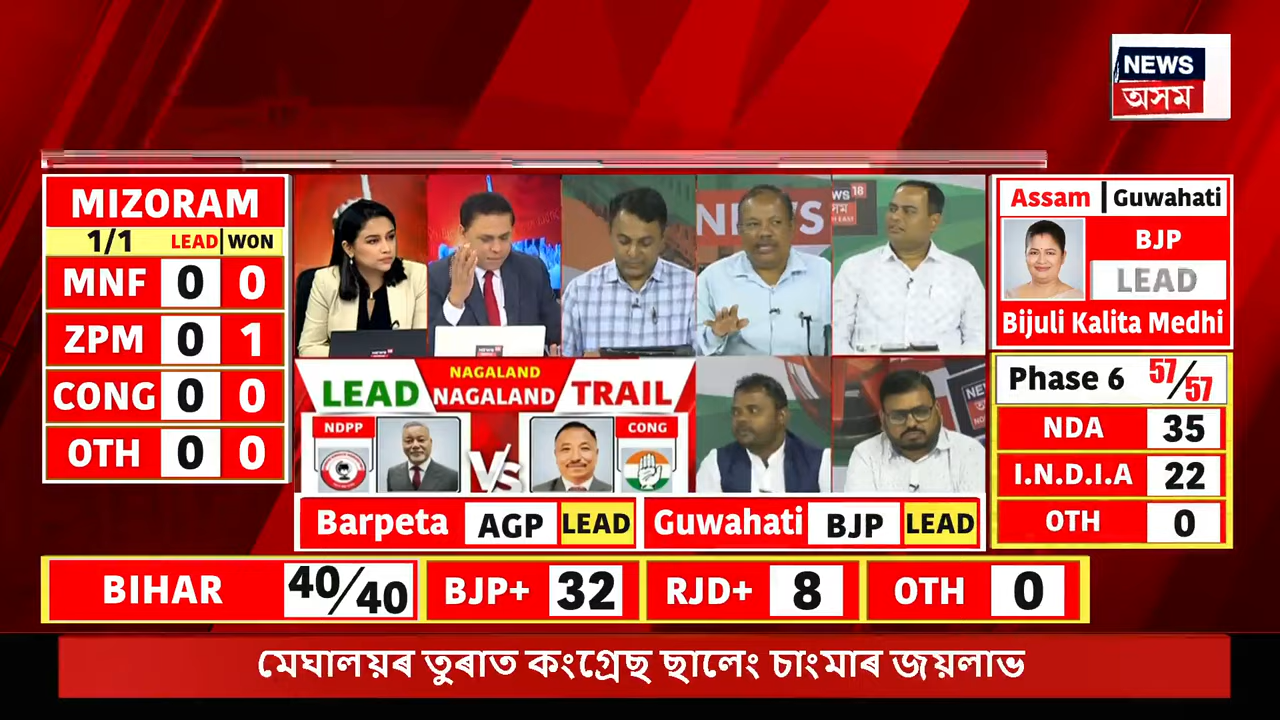 NEWS
অসম
MIZORAM
1/1 LEAD WON
MNF 0 0
ZPM 0 1
CONG 0 0
OTH 0 0
NEWS
18
Assam | Guwahati
BJP
LEAD
Bijuli Kalita Medhi
Phase 6 57/57
NDA 35
I.N.D.I.A 22
OTH 0
NAGALAND
LEAD NAGALAND TRAIL
NDPP CONG
VS
Barpeta AGP LEAD Guwahati BJP LEAD
BIHAR 40/40 BJP+ 32 RJD+ 8 OTH 0
মেঘালয়ৰ তুৰাত কংগ্ৰেছ ছালেং চাংমাৰ জয়লাভ